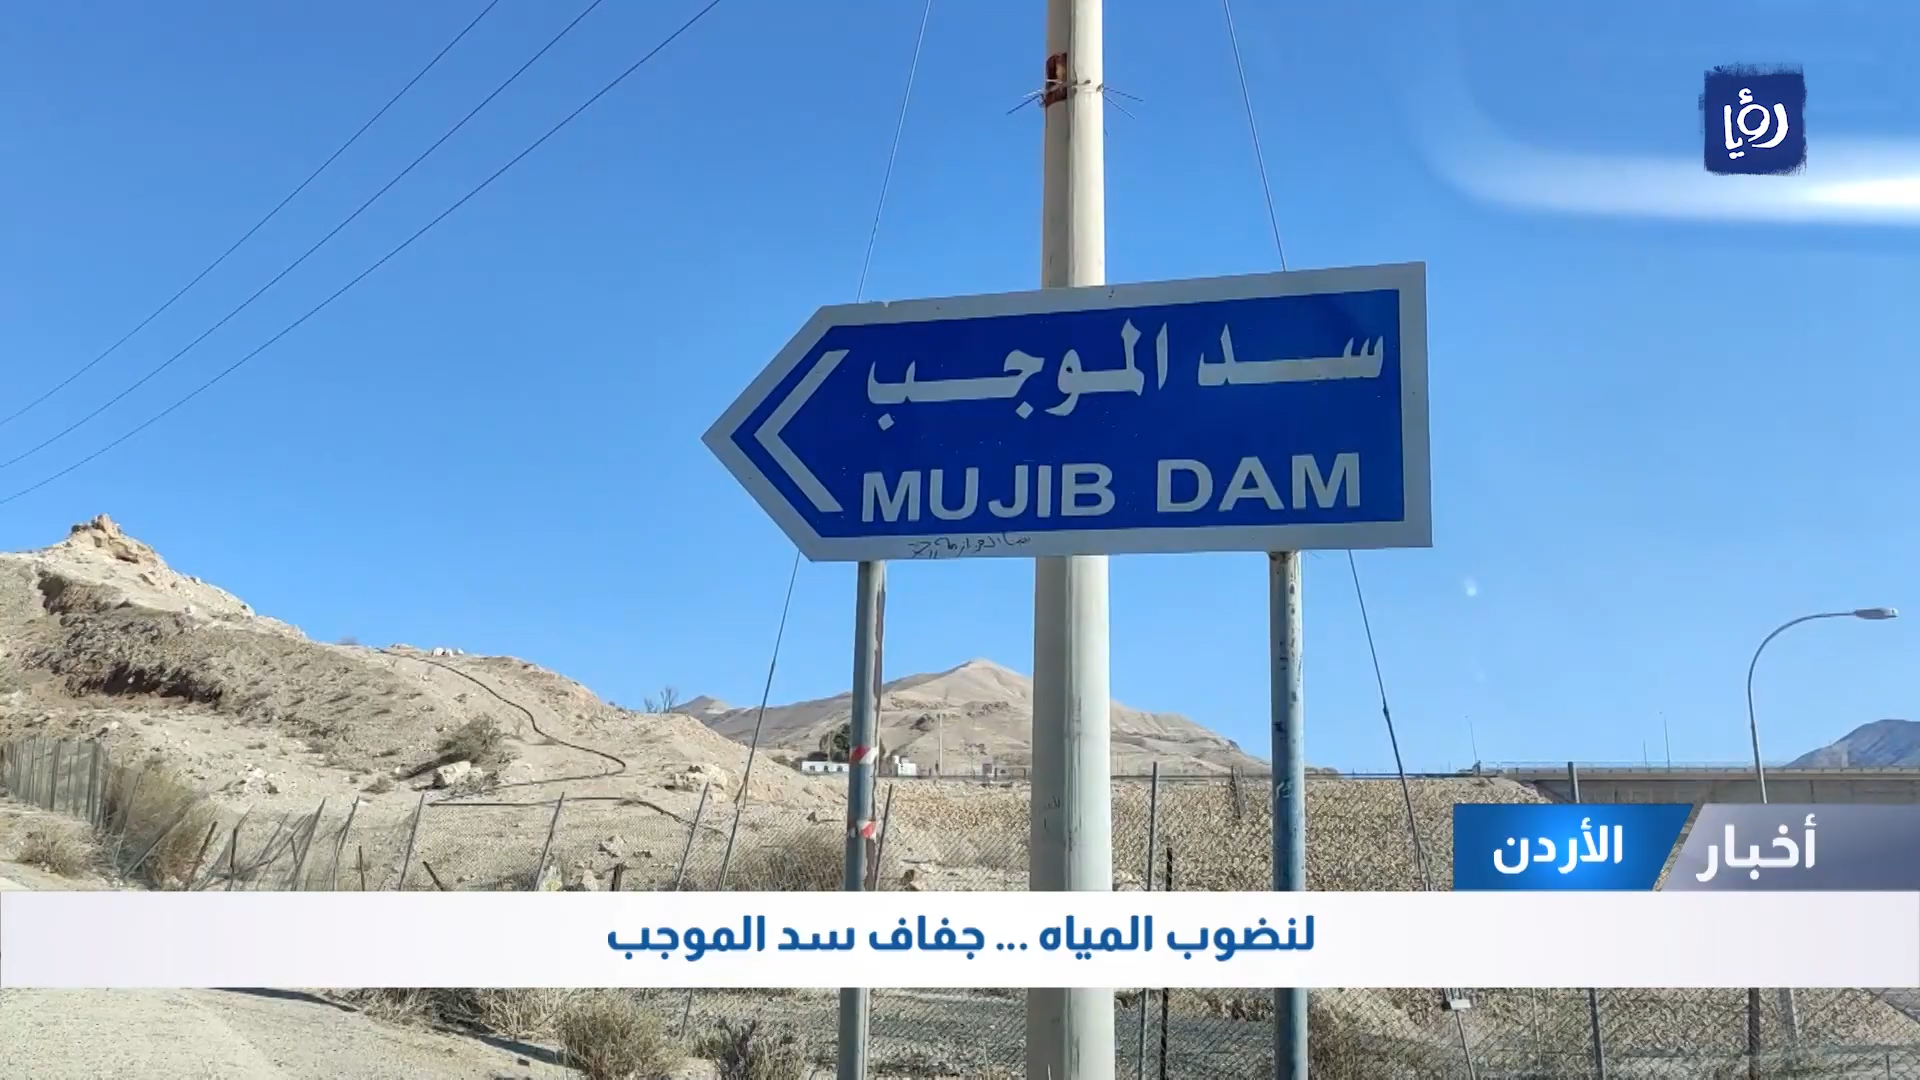 رؤيا
سد الموجب
MUJIB DAM
أخبار الأردن
لنضوب المياه ... جفاف سد الموجب